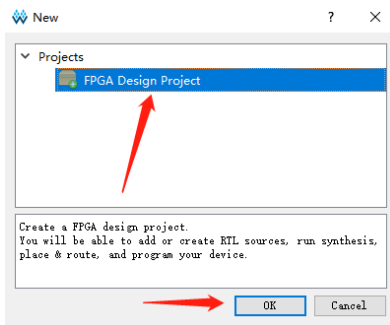 New
?
Projects
FPGA Design Project
Create a FPGA design project.
You will be able to add or create RTL sources, run synthesis,
place & route, and program your device.
OK
Cancel